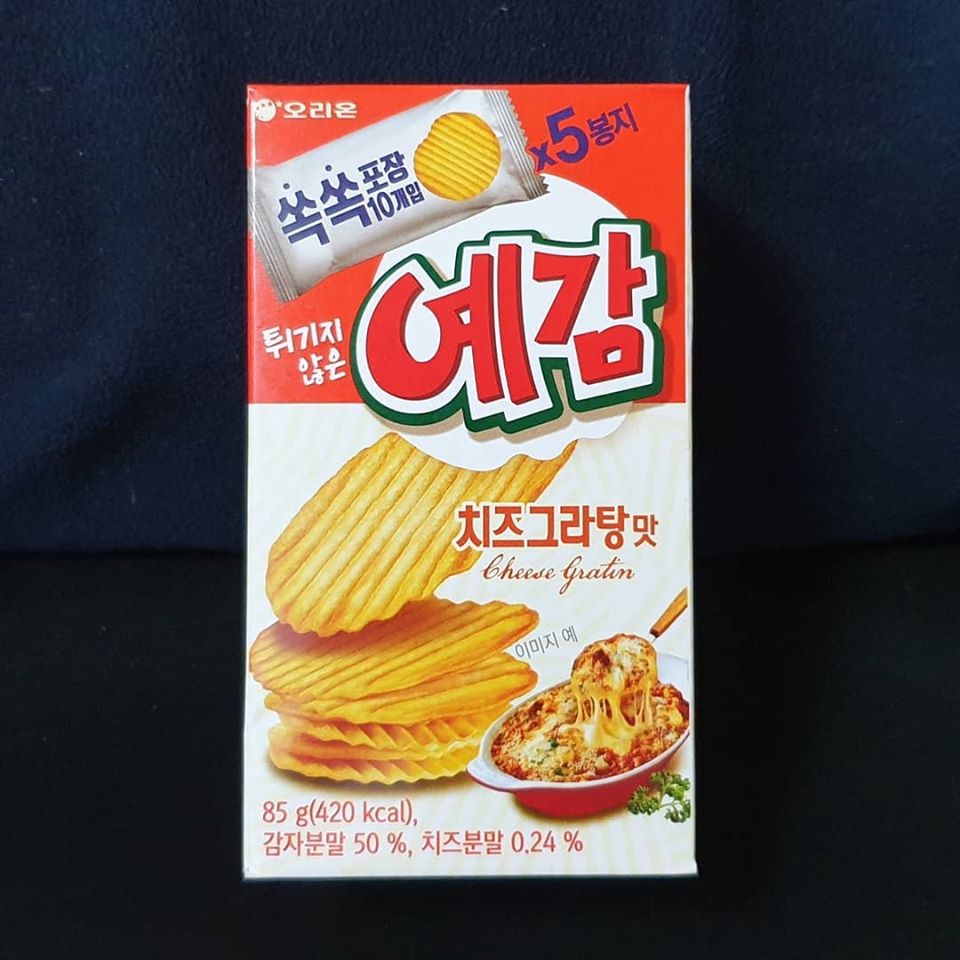 오리온
쏙쏙 포장
10개입
x5봉지
튀기지
않은
예감
치즈그라탕맛
Cheese Gratin
이미지 예
85 g(420 kcal),
감자분말 50 %, 치즈분말 0.24 %